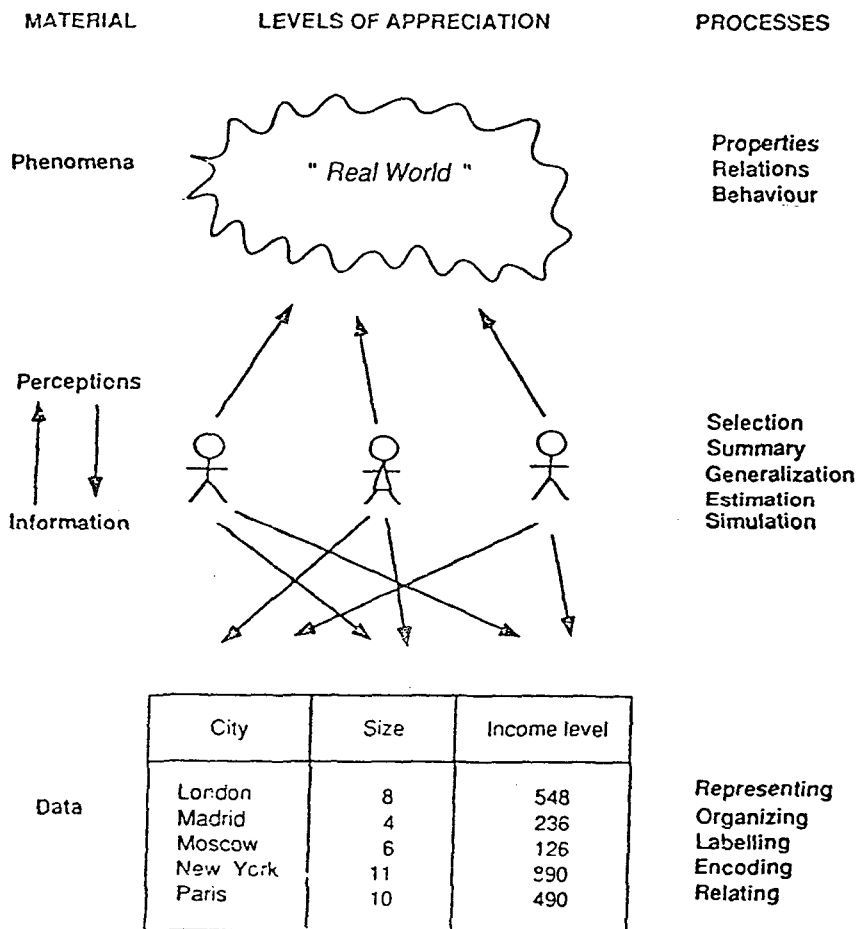 MATERIAL LEVELS OF APPRECIATION PROCESSES
Phenomena
" Real World "
Properties
Relations
Behaviour
Perceptions
Information
Selection
Summary
Generalization
Estimation
Simulation
Data
City Size Income level
London 8 548
Madrid 4 236
Moscow 6 126
New York 11
Paris 10 490
Representing
Organizing
Labelling
Encoding
Relating